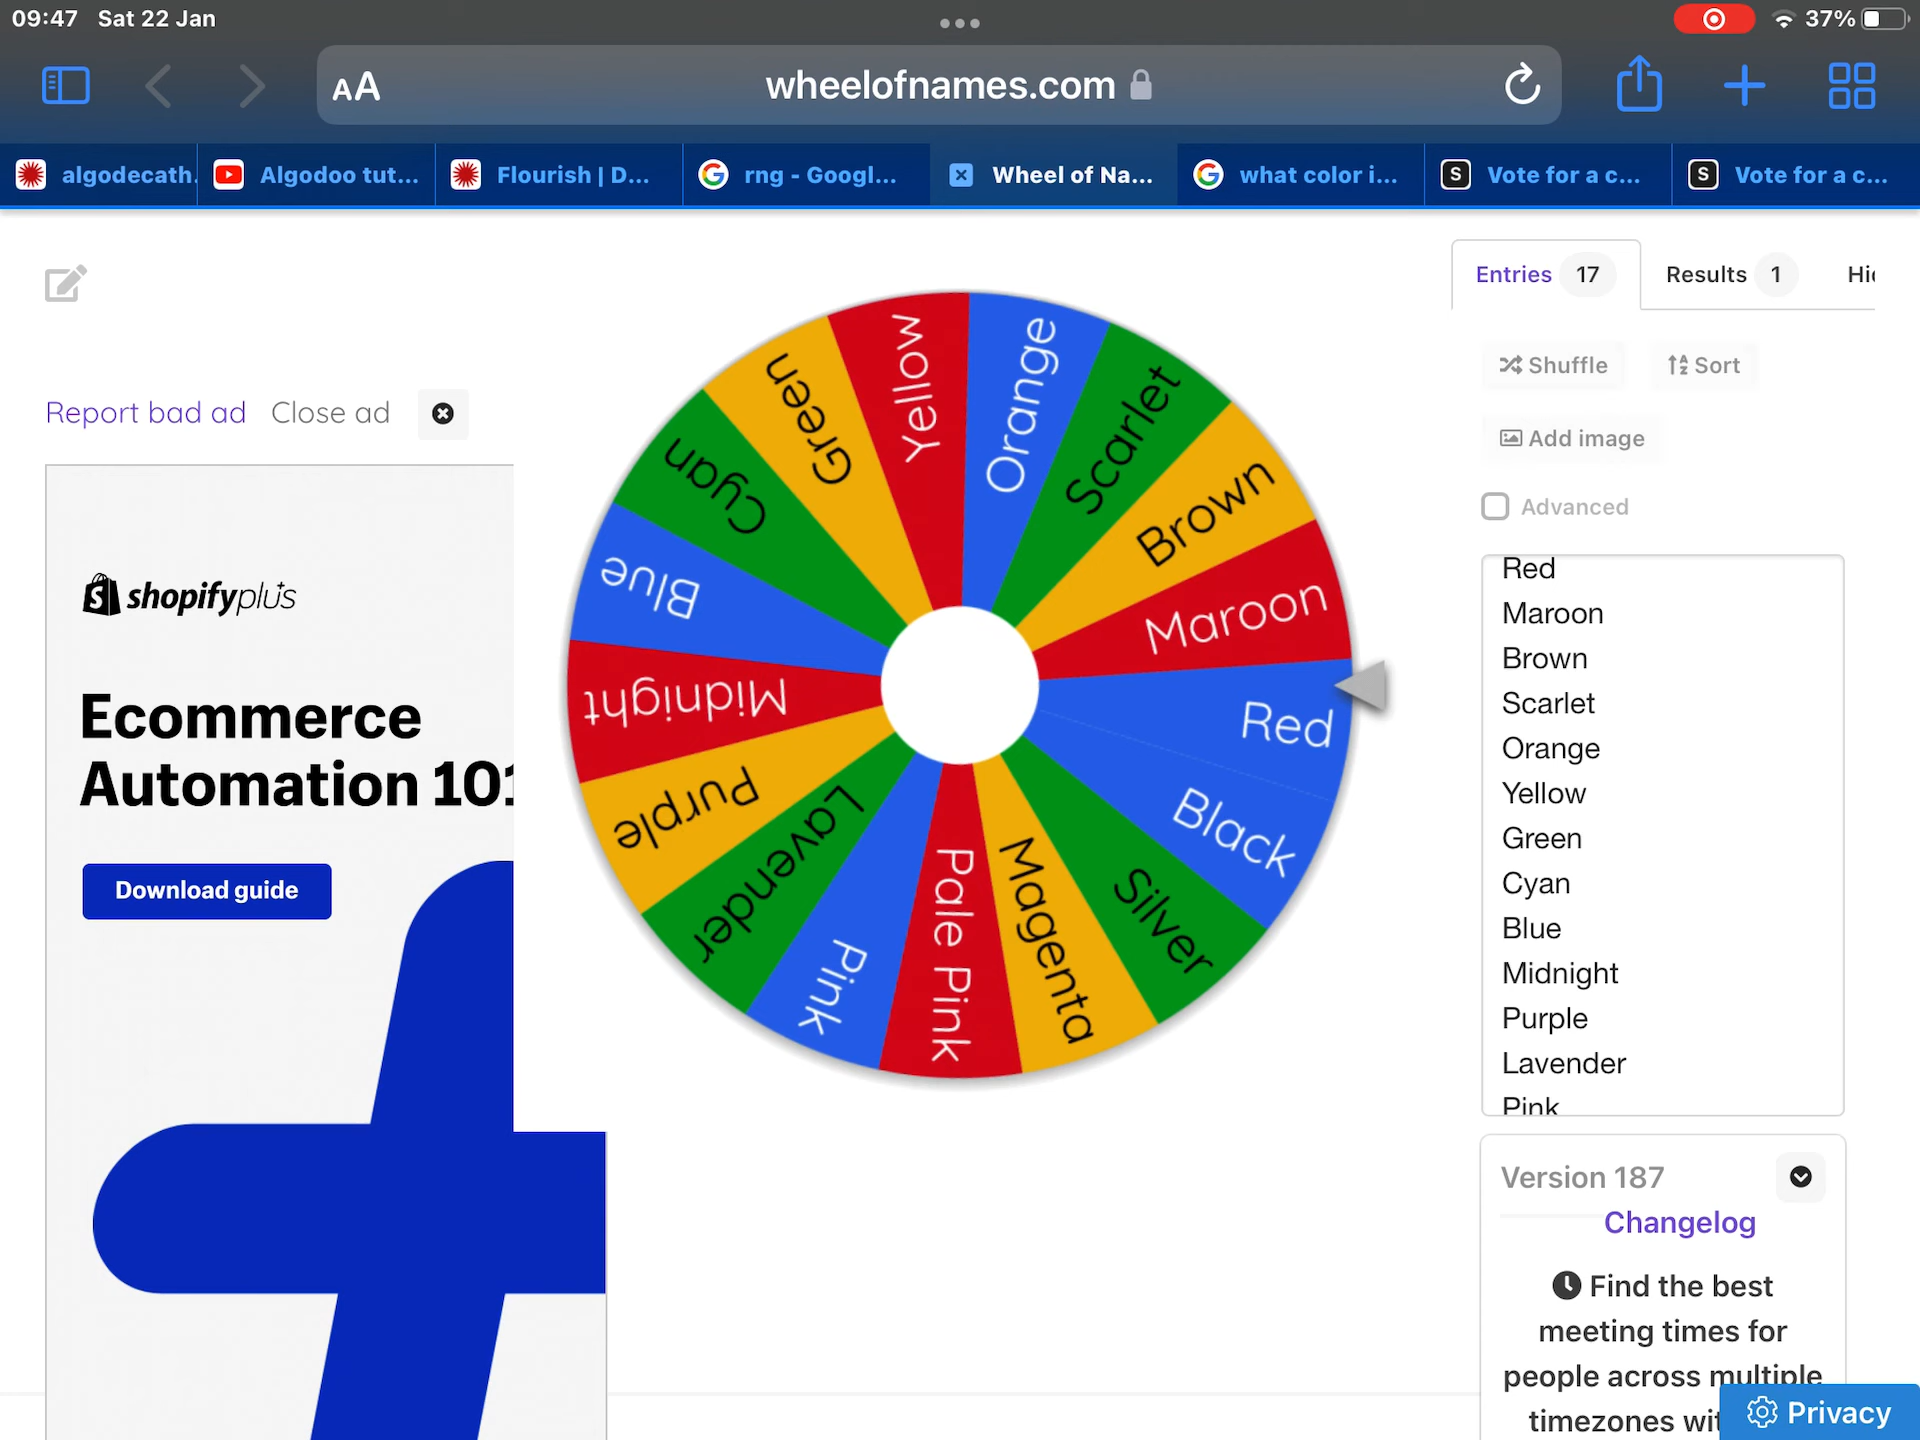 09:47 Sat 22 Jan
37%
AA
wheelofnames.com
algodecath.
Algodoo tut...
Flourish | D...
rng - Googl...
Wheel of Na...
what color i...
Vote for a c...
Vote for a c...
Entries 17
Results 1
Hi
Shuffle
Sort
Add image
Advanced
Report bad ad
Close ad
shopifyplus
Ecommerce
Automation 101
Download guide
Yellow
Orange
Scarlet
Brown
Maroon
Red
Black
Silver
Magenta
Pale Pink
Pink
Lavender
Purple
Midnight
Blue
Cyan
Green
Red
Maroon
Brown
Scarlet
Orange
Yellow
Green
Cyan
Blue
Midnight
Purple
Lavender
Pink
Version 187
Changelog
Find the best
meeting times for
people across multiple
timezones wit
Privacy